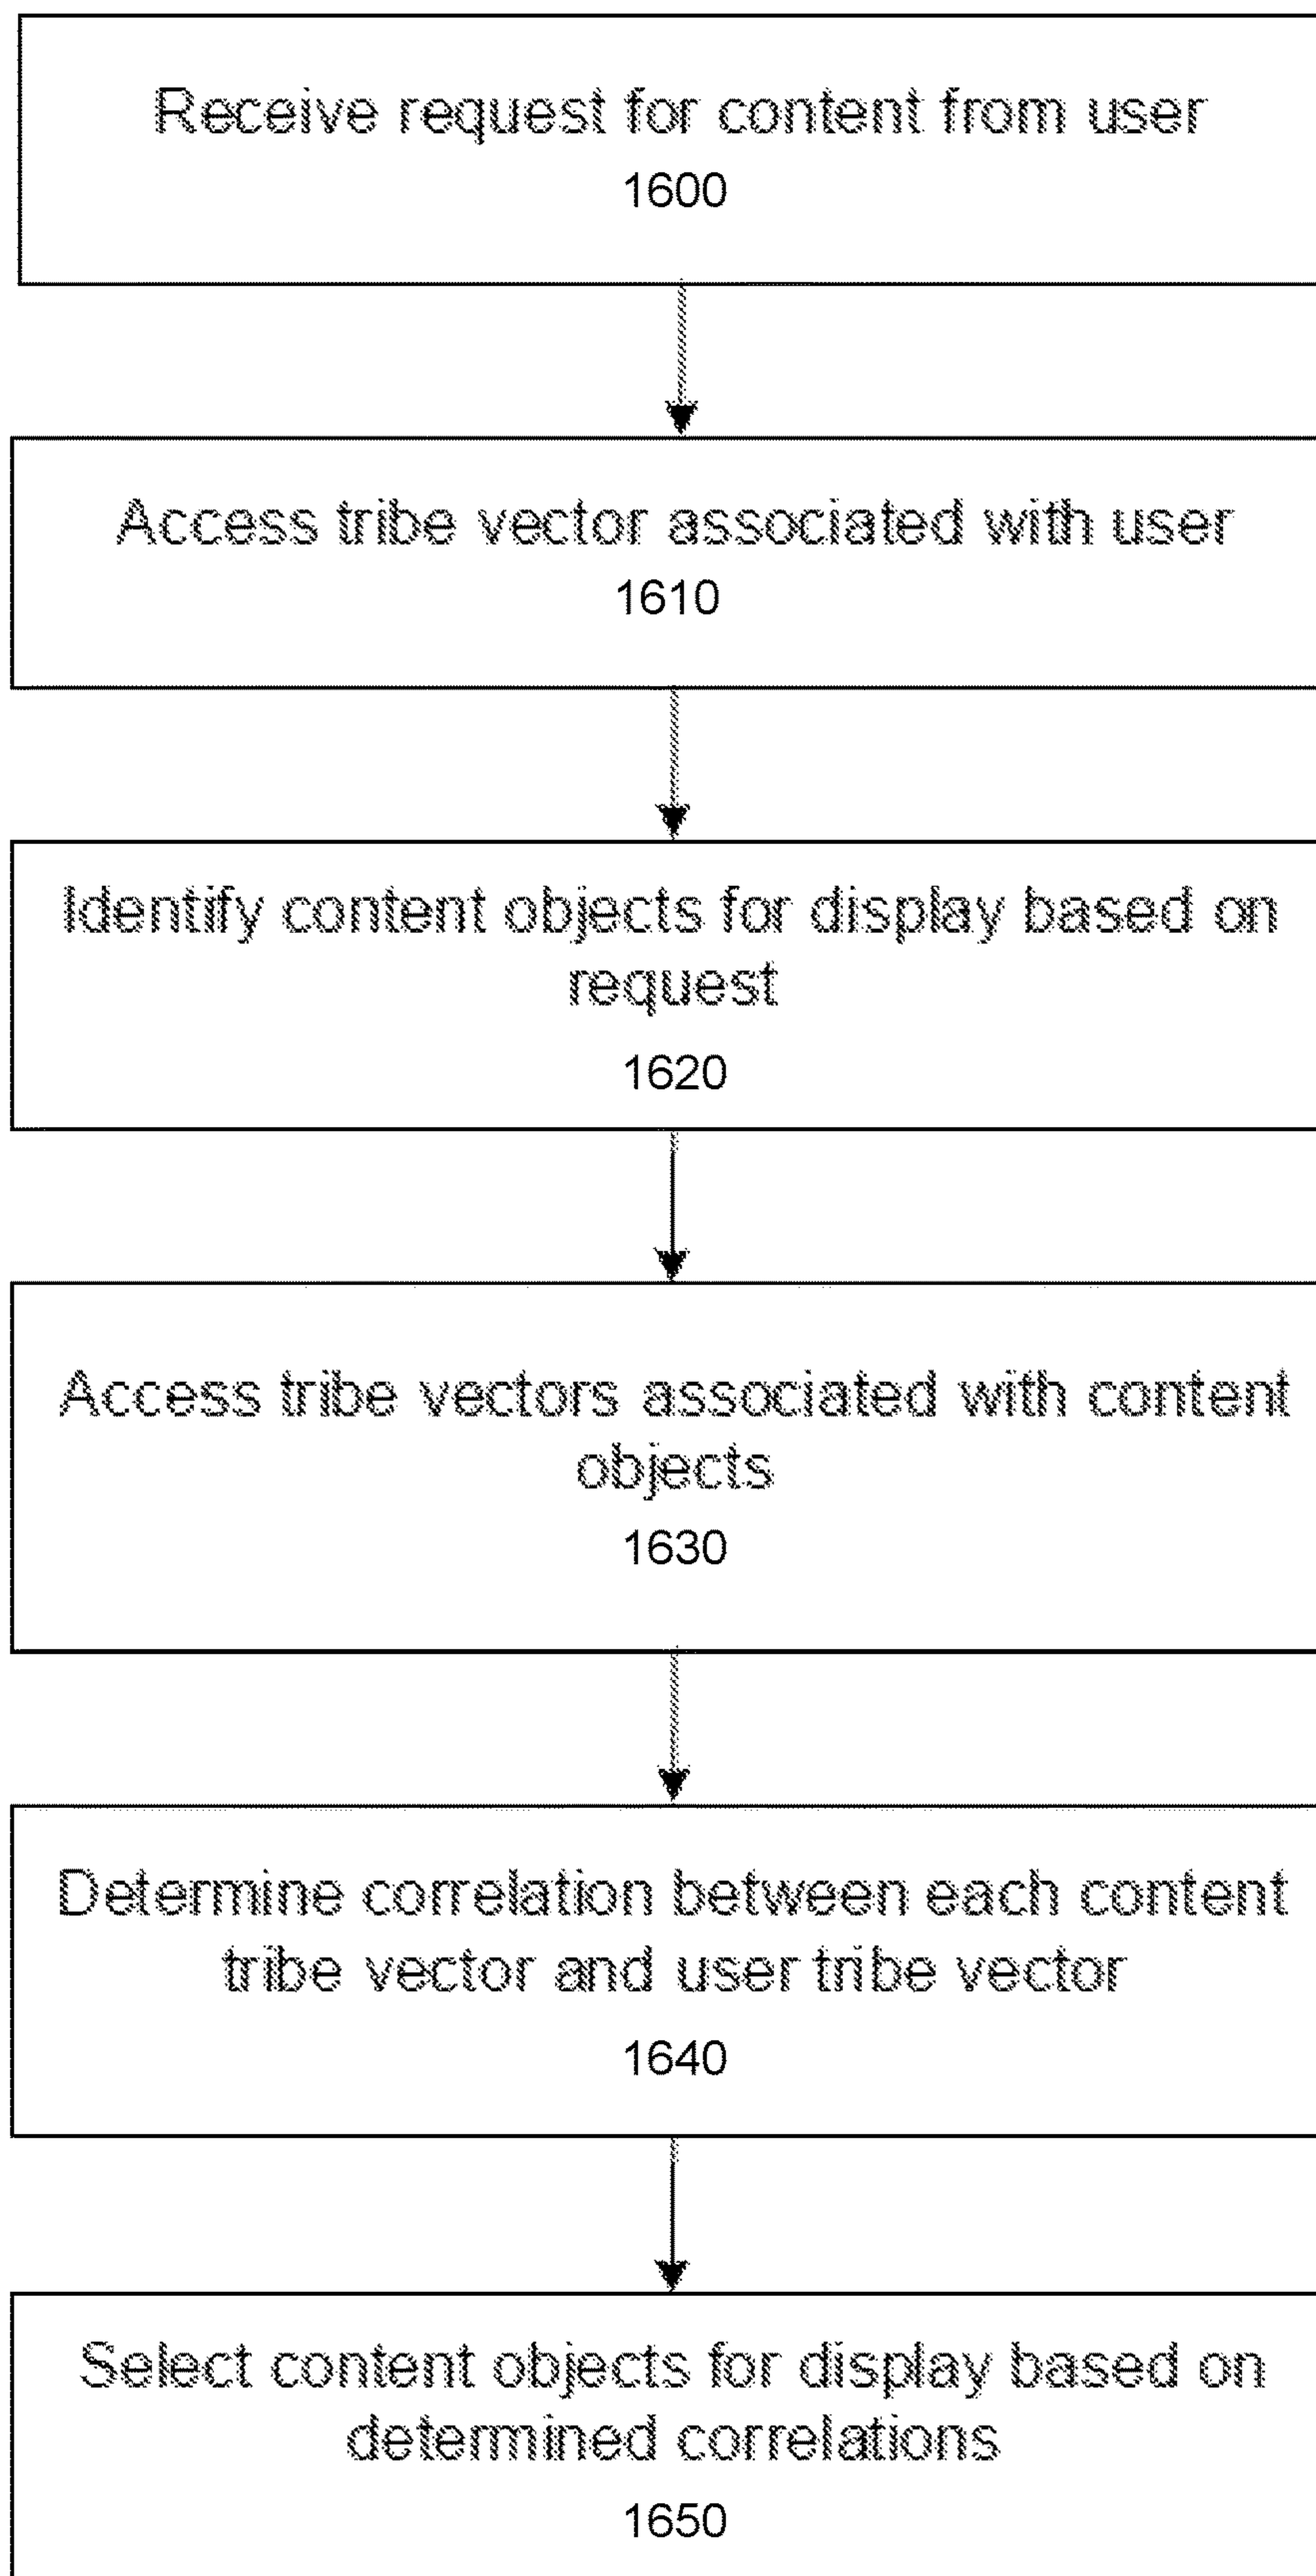 Receive request for content from user
1600
Access tribe vector associated with user
1610
Identify content objects for display based on
request
1620
Access tribe vectors associated with content
objects
1630
Determine correlation between each content
tribe vector and user tribe vector
1640
Select content objects for display based on
determined correlations
1650